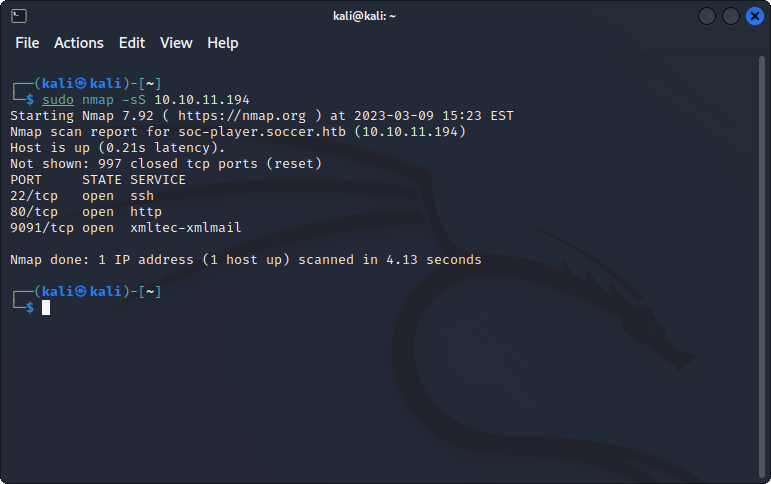 kali@kali: ~
File Actions Edit View Help
┌──(kali㉿kali)-[~]
└─$ sudo nmap -sS 10.10.11.194
Starting Nmap 7.92 ( https://nmap.org ) at 2023-03-09 15:23 EST
Nmap scan report for soc-player.soccer.htb (10.10.11.194)
Host is up (0.21s latency).
Not shown: 997 closed tcp ports (reset)
PORT     STATE SERVICE
22/tcp   open  ssh
80/tcp   open  http
9091/tcp open  xmltec-xmlmail
Nmap done: 1 IP address (1 host up) scanned in 4.13 seconds
┌──(kali㉿kali)-[~]
└─$